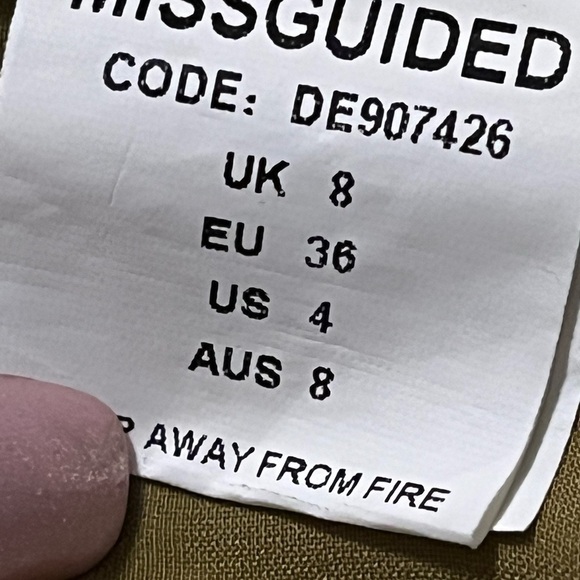 MISSGUIDED
CODE: DE907426
UK 8
EU 36
US 4
AUS 8
AWAY FROM FIRE